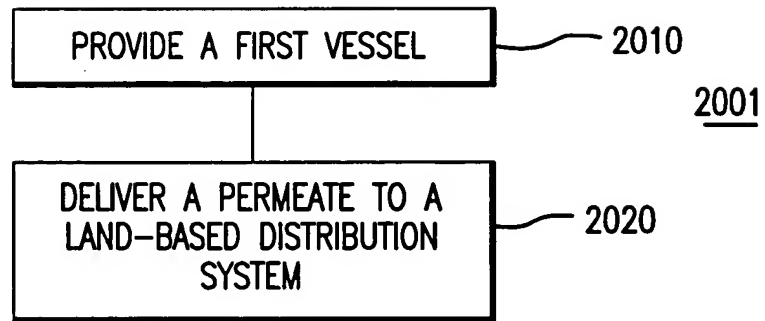 PROVIDE A FIRST VESSEL
2010
2001
DELIVER A PERMEATE TO A
LAND-BASED DISTRIBUTION
SYSTEM
2020